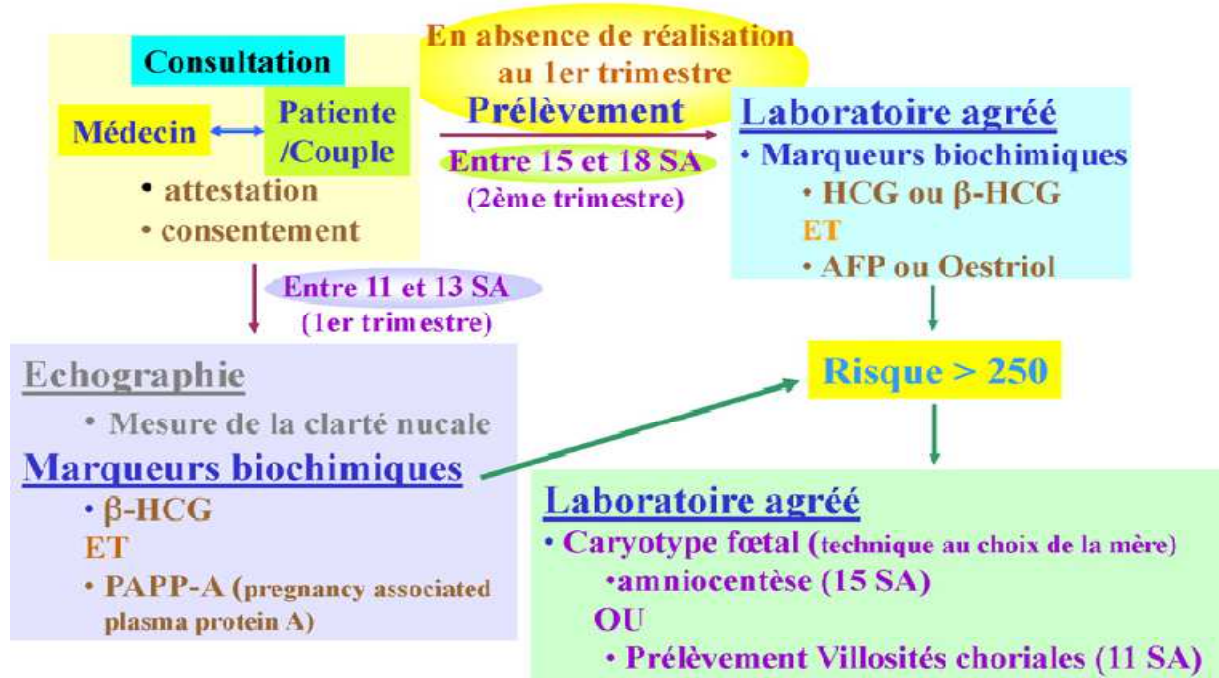 Consultation
Médecin
Patiente
/Couple
• attestation
• consentement
En absence de réalisation
au 1er trimestre
Prélèvement
Entre 15 et 18 SA
(2ème trimestre)
Laboratoire agréé
• Marqueurs biochimiques
• HCG ou β-HCG
ET
• AFP ou Oestriol
Entre 11 et 13 SA
(1er trimestre)
Echographie
• Mesure de la clarté nucale
Marqueurs biochimiques
• β-HCG
ET
• PAPP-A (pregnancy associated
plasma protein A)
Risque > 250
Laboratoire agréé
• Caryotype fœtal (technique au choix de la mère)
•amniocentèse (15 SA)
OU
• Prélèvement Villosités choriales (11 SA)